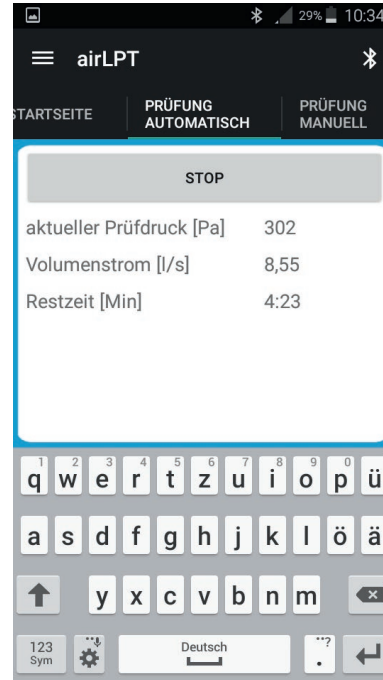 29% 10:34
airLPT
STARTSEITE PRÜFUNG AUTOMATISCH PRÜFUNG MANUELL
STOP
aktueller Prüfdruck [Pa] 302
Volumenstrom [l/s] 8,55
Restzeit [Min] 4:23
1 2 3 4 5 6 7 8 9 0
q w e r t z u i o p ü
a s d f g h j k l ö ä
y x c v b n m
123 Sym Deutsch . ..?